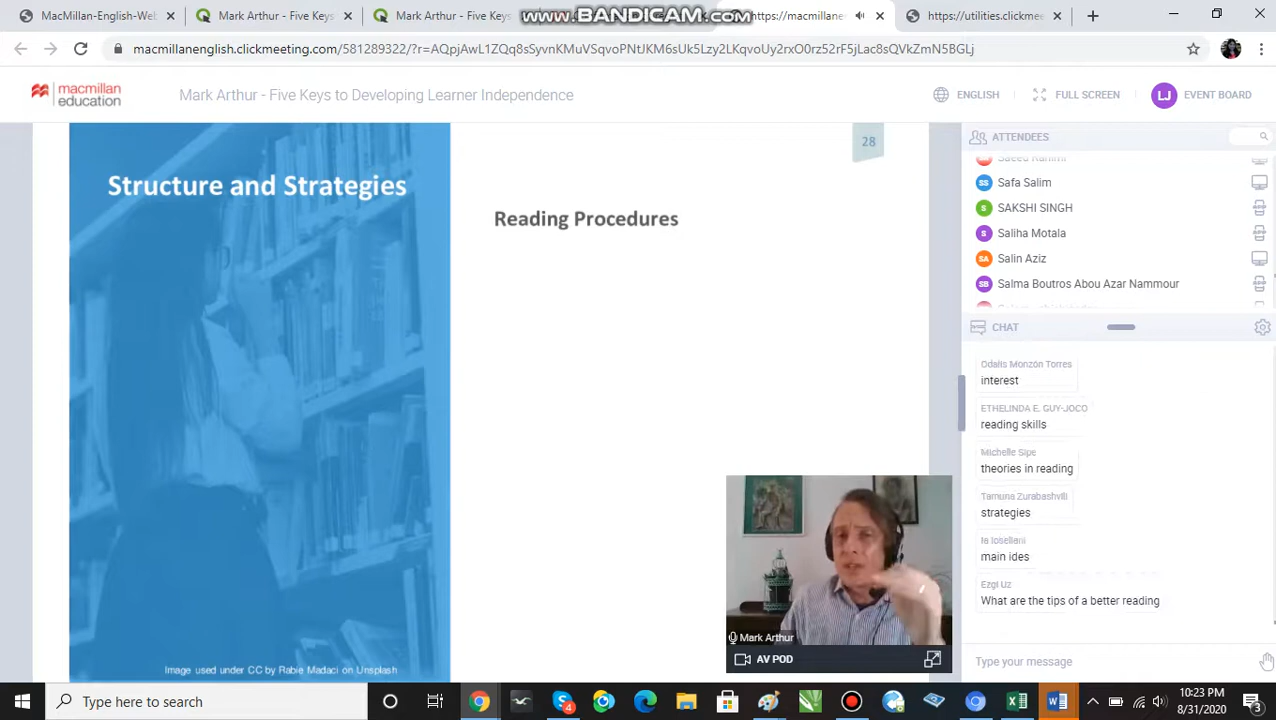 MacMillan-English-Web
Mark Arthur - Five Keys
Mark Arthur - Five Keys
www.BANDICAM.com
https://macmillane
https://utilities.clickme
macmillanenglish.clickmeeting.com/581289322/?r=AQpjAwL1ZQq8sSyvnKMuVSqvoPNtJKM6sUk5Lzy2LKqvoUy2rxO0rz52rF5jLac8sQVkZmN5BGLj
macmillan
education
Mark Arthur - Five Keys to Developing Learner Independence
ENGLISH
FULL SCREEN
LJ
EVENT BOARD
28
Structure and Strategies
Reading Procedures
Image used under CC by Rabie Madaci on Unsplash
Mark Arthur
AV POD
ATTENDEES
SS Safa Salim
S SAKSHI SINGH
S Saliha Motala
SA Salin Aziz
SB Salma Boutros Abou Azar Nammour
CHAT
Odalis Monzón Torres
interest
ETHELINDA E. GUY-JOCO
reading skills
Michelle Sipe
theories in reading
Tamuna Zurabashvili
strategies
Ia Ioseliani
main ides
Ezgi Uz
What are the tips of a better reading
Type your message
Type here to search
4
10:23 PM
8/31/2020
3